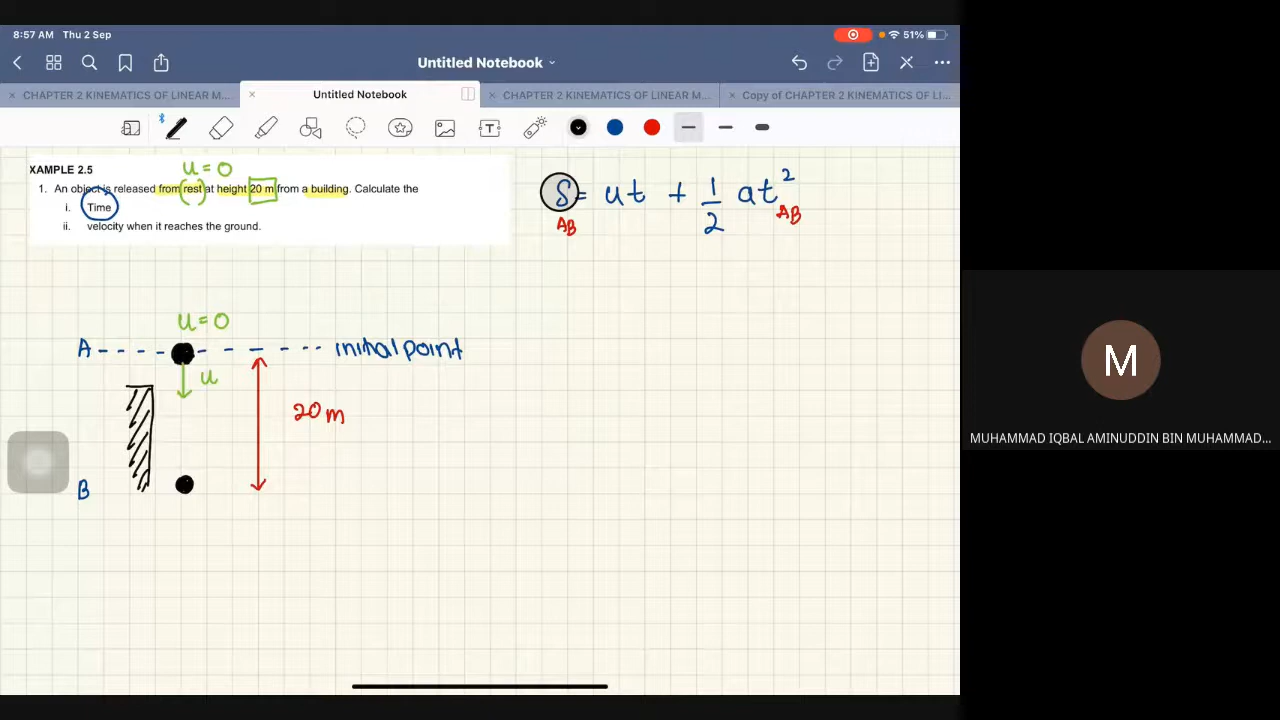 8:57 AM Thu 2 Sep
51%
Untitled Notebook
CHAPTER 2 KINEMATICS OF LINEAR M...
Untitled Notebook
CHAPTER 2 KINEMATICS OF LINEAR M...
Copy of CHAPTER 2 KINEMATICS OF LI...
XAMPLE 2.5
u = 0
1. An object is released from rest at height 20 m from a building. Calculate the
i. Time
ii. velocity when it reaches the ground.
S = ut + 1/2 at²
AB AB
u = 0
A initial point
u
20 m
B
M
MUHAMMAD IQBAL AMINUDDIN BIN MUHAMMAD...